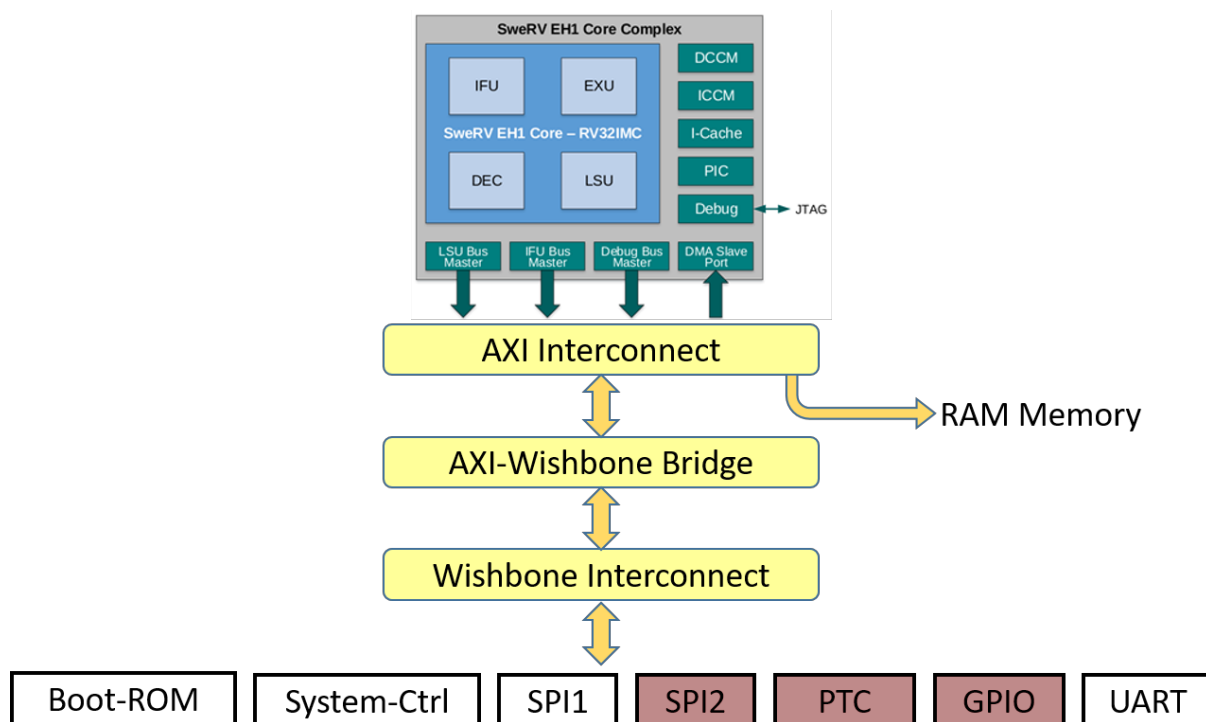 SweRV EH1 Core Complex
IFU
EXU
SweRV EH1 Core – RV32IMC
DEC
LSU
DCCM
ICCM
I-Cache
PIC
Debug
JTAG
LSU Bus
Master
IFU Bus
Master
Debug Bus
Master
DMA Slave
Port
AXI Interconnect
RAM Memory
AXI-Wishbone Bridge
Wishbone Interconnect
Boot-ROM
System-Ctrl
SPI1
SPI2
PTC
GPIO
UART